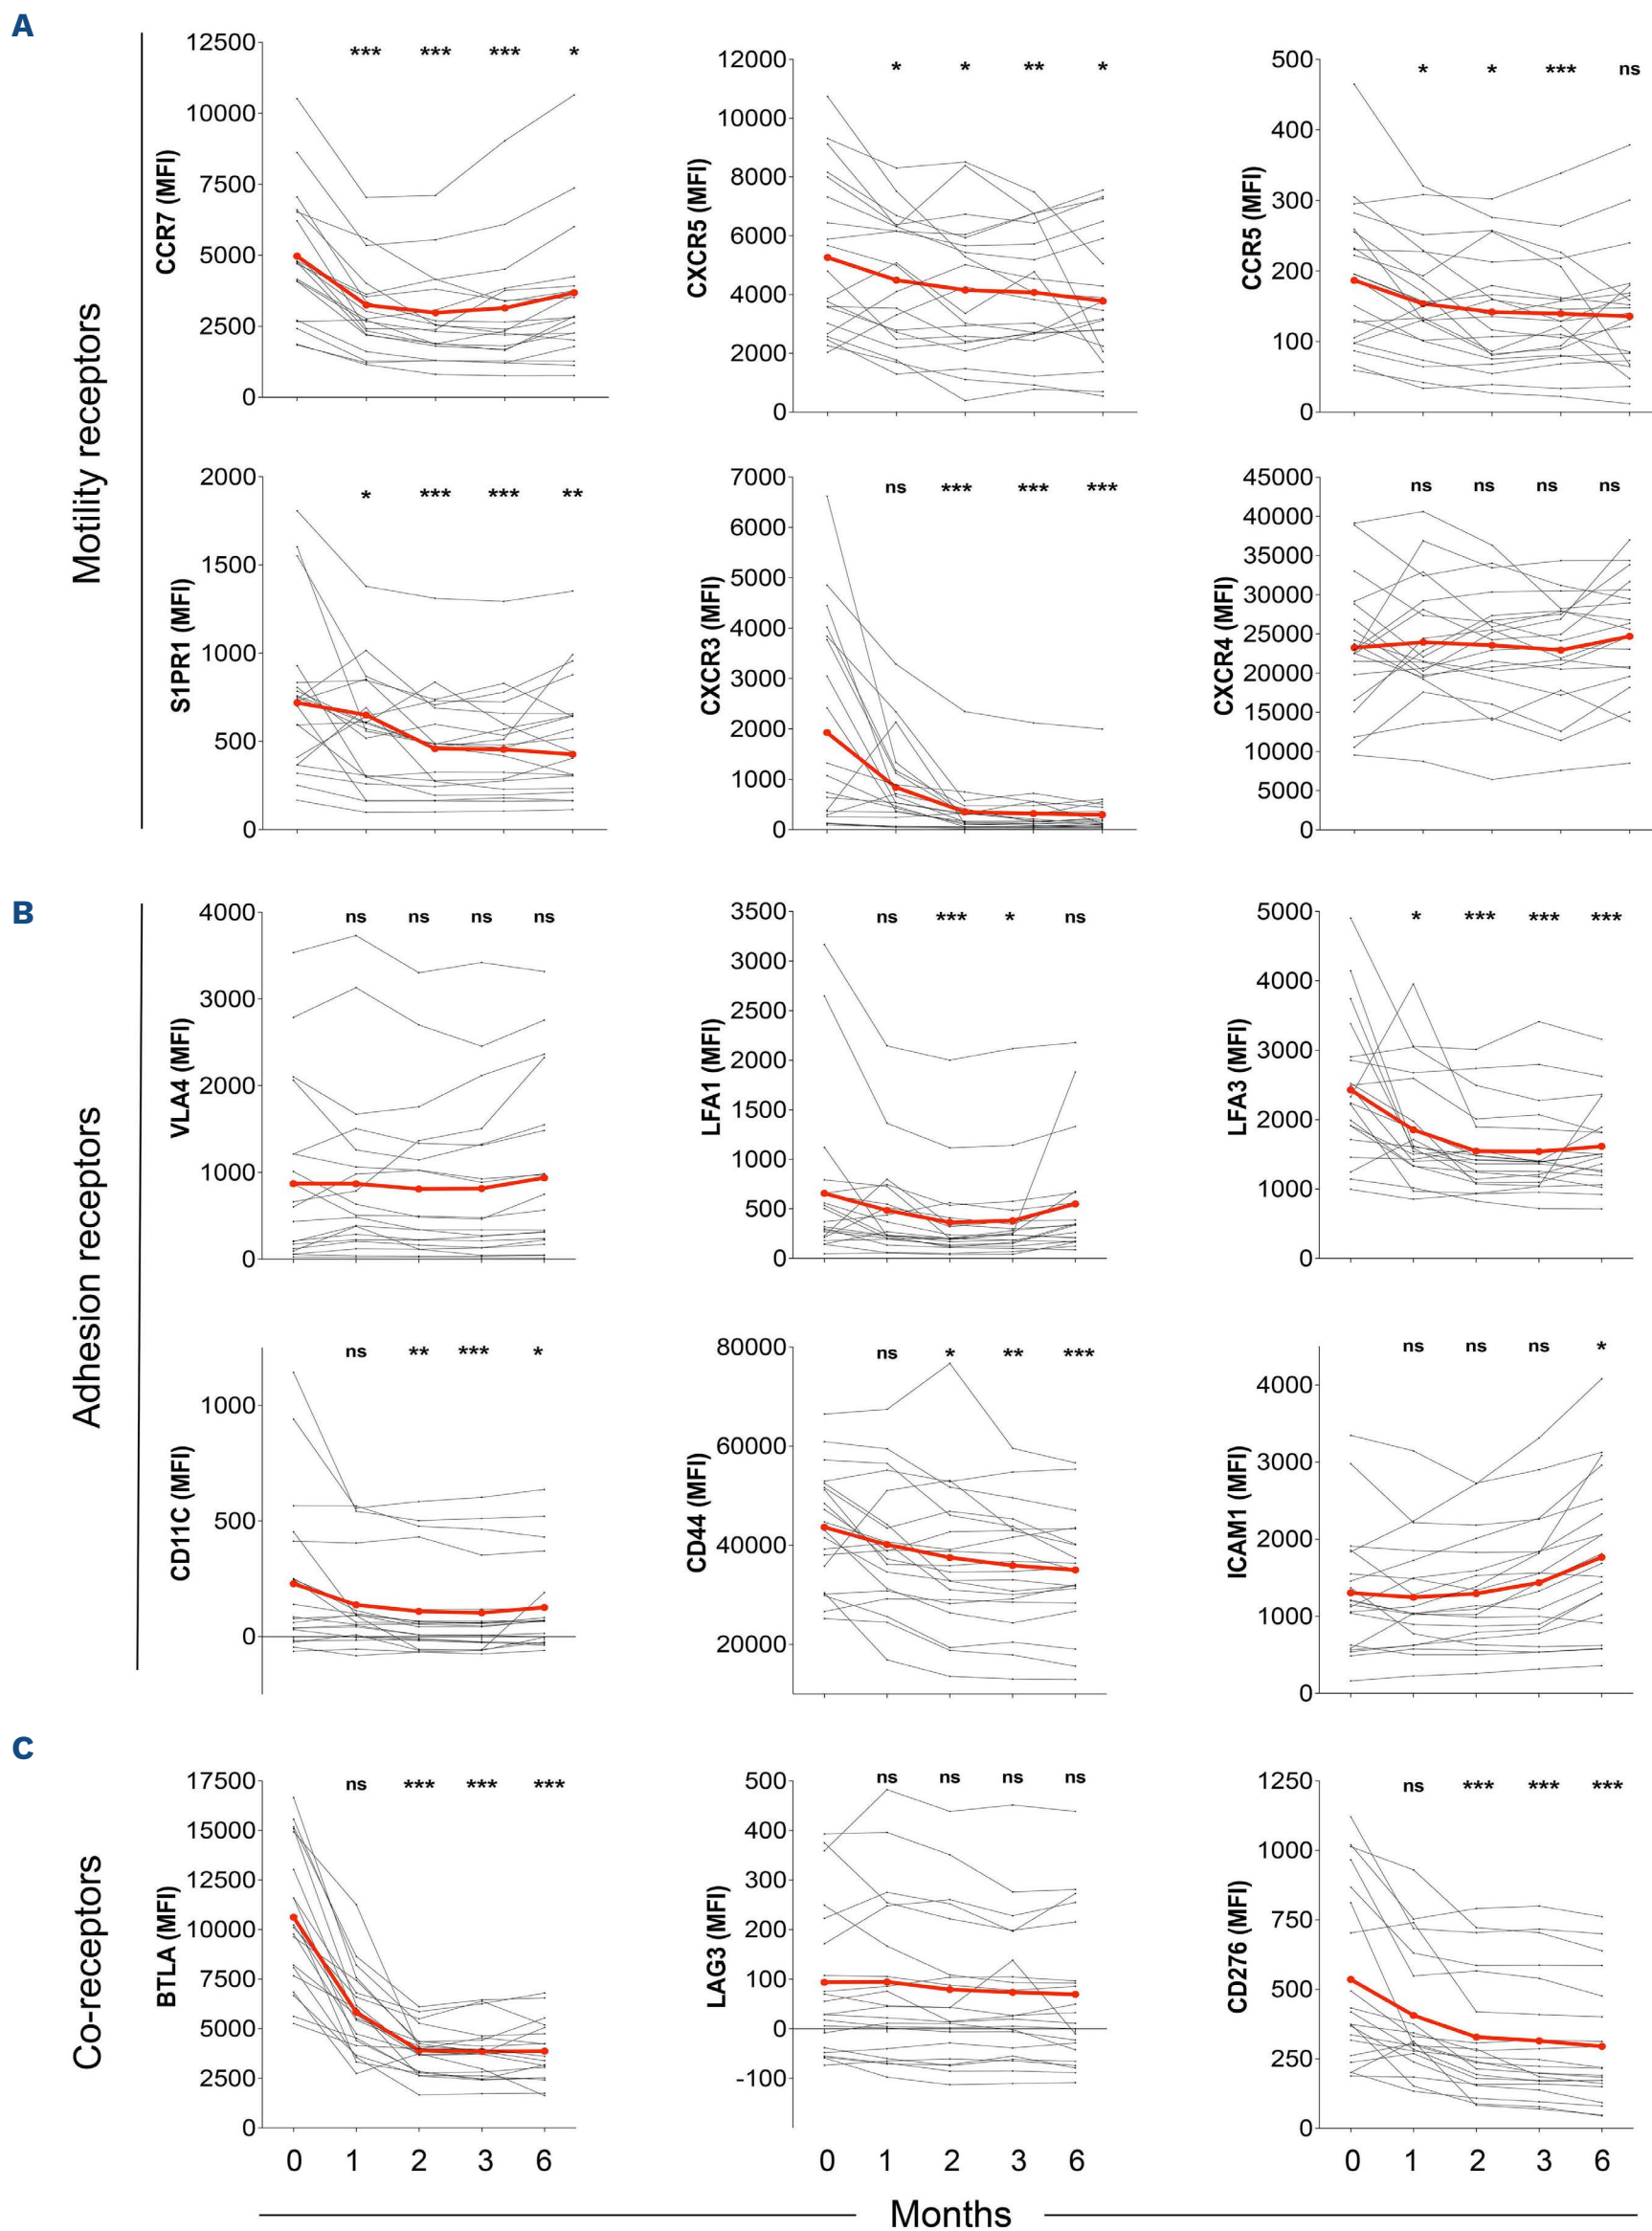 A
Motility receptors
CCR7 (MFI)
12500
10000
7500
5000
2500
0
*** *** *** *
CXCR5 (MFI)
12000
10000
8000
6000
4000
2000
0
* * ** *
CCR5 (MFI)
500
400
300
200
100
0
* * *** ns
S1PR1 (MFI)
2000
1500
1000
500
0
* *** *** **
CXCR3 (MFI)
7000
6000
5000
4000
3000
2000
1000
0
ns *** *** ***
CXCR4 (MFI)
45000
40000
35000
30000
25000
20000
15000
10000
5000
0
ns ns ns ns
B
Adhesion receptors
VLA4 (MFI)
4000
3000
2000
1000
0
ns ns ns ns
LFA1 (MFI)
3500
3000
2500
2000
1500
1000
500
0
ns *** * ns
LFA3 (MFI)
5000
4000
3000
2000
1000
0
* *** *** ***
CD11C (MFI)
1000
500
0
ns ** *** *
CD44 (MFI)
80000
60000
40000
20000
ns * ** ***
ICAM1 (MFI)
4000
3000
2000
1000
0
ns ns ns *
C
Co-receptors
BTLA (MFI)
17500
15000
12500
10000
7500
5000
2500
0
ns *** *** ***
0 1 2 3 6
LAG3 (MFI)
500
400
300
200
100
0
-100
ns ns ns ns
0 1 2 3 6
CD276 (MFI)
1250
1000
750
500
250
0
ns *** *** ***
0 1 2 3 6
Months